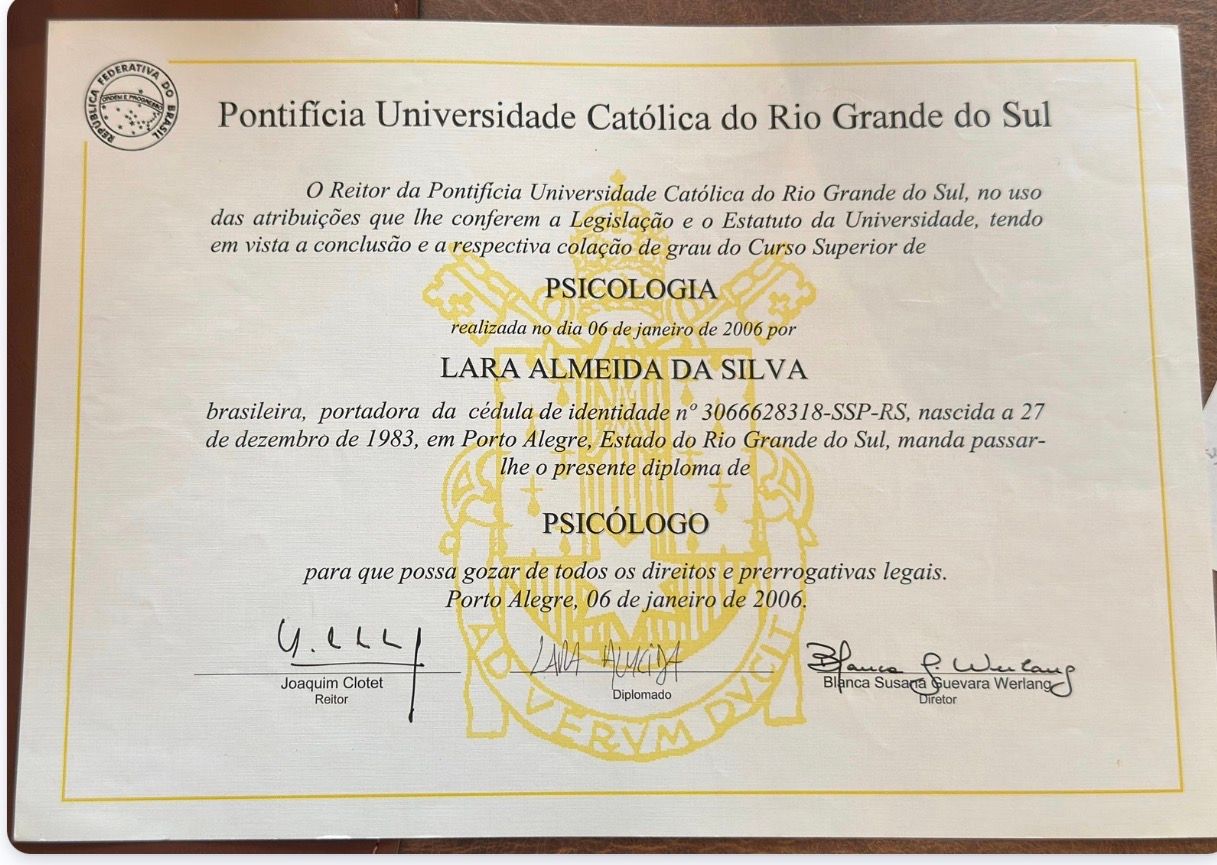 REPÚBLICA FEDERATIVA DO BRASIL
ORDEM E PROGRESSO
Pontifícia Universidade Católica do Rio Grande do Sul
O Reitor da Pontifícia Universidade Católica do Rio Grande do Sul, no uso
das atribuições que lhe conferem a Legislação e o Estatuto da Universidade, tendo
em vista a conclusão e a respectiva colação de grau do Curso Superior de
PSICOLOGIA
realizada no dia 06 de janeiro de 2006 por
LARA ALMEIDA DA SILVA
brasileira, portadora da cédula de identidade nº 3066628318-SSP-RS, nascida a 27
de dezembro de 1983, em Porto Alegre, Estado do Rio Grande do Sul, manda passar-
lhe o presente diploma de
PSICÓLOGO
para que possa gozar de todos os direitos e prerrogativas legais.
Porto Alegre, 06 de janeiro de 2006.
LARA ALMEIDA
Blanca S. Werlang
Joaquim Clotet
Reitor
Diplomado
Blanca Susana Guevara Werlang
Diretor
AD VERVM DVCIT